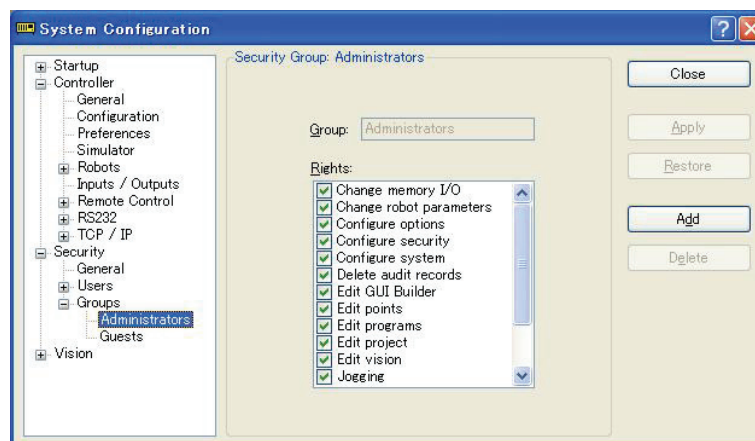 System Configuration
Startup
Controller
General
Configuration
Preferences
Simulator
Robots
Inputs / Outputs
Remote Control
RS232
TCP / IP
Security
General
Users
Groups
Administrators
Guests
Vision
Security Group: Administrators
Group: Administrators
Rights:
Change memory I/O
Change robot parameters
Configure options
Configure security
Configure system
Delete audit records
Edit GUI Builder
Edit points
Edit programs
Edit project
Edit vision
Jogging
Close
Apply
Restore
Add
Delete